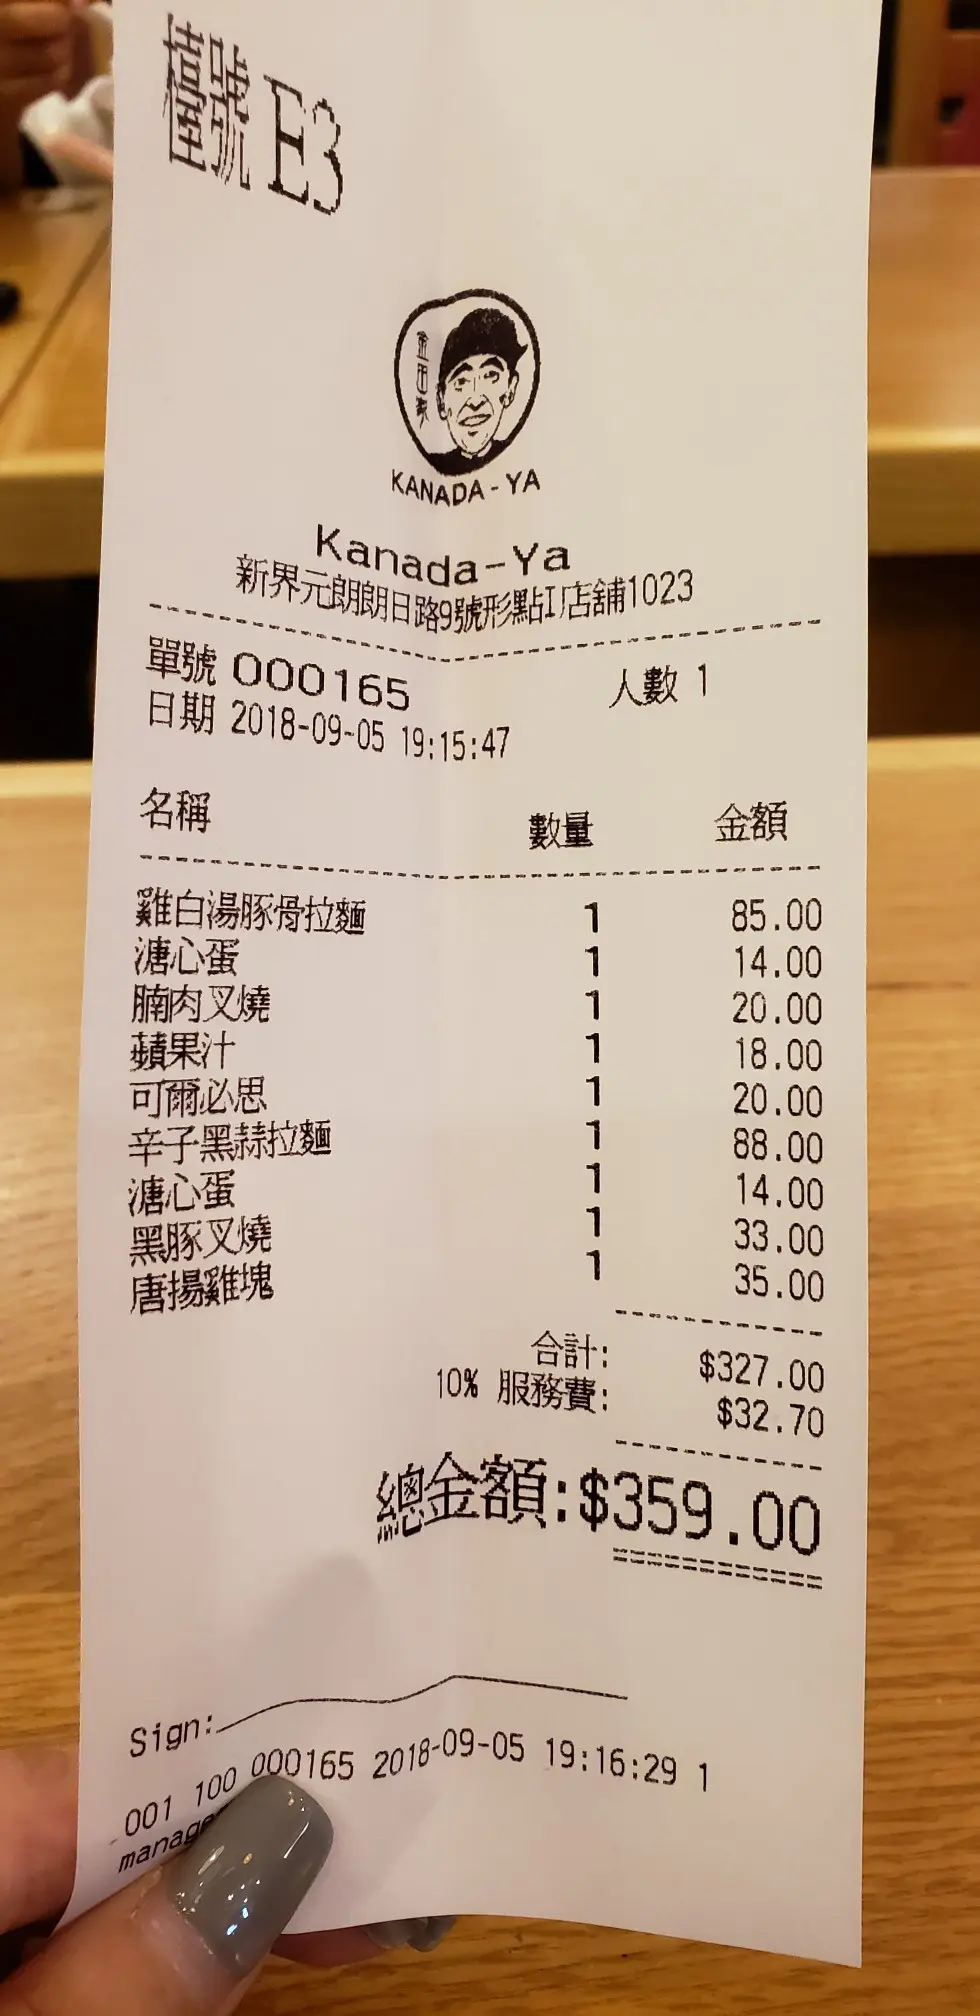 檯號 E3
金田家
KANADA-YA
Kanada-Ya
新界元朗朗日路9號形點II店舖1023
單號 000165 人數 1
日期 2018-09-05 19:15:47
名稱 數量 金額
雞白湯豚骨拉麵 1 85.00
溏心蛋 1 14.00
腩肉叉燒 1 20.00
蘋果汁 1 18.00
可爾必思 1 20.00
辛子黑蒜拉麵 1 88.00
溏心蛋 1 14.00
黑豚叉燒 1 33.00
唐揚雞塊 1 35.00
合計: $327.00
10% 服務費: $32.70
總金額:$359.00
Sign:
001 100 000165 2018-09-05 19:16:29 1